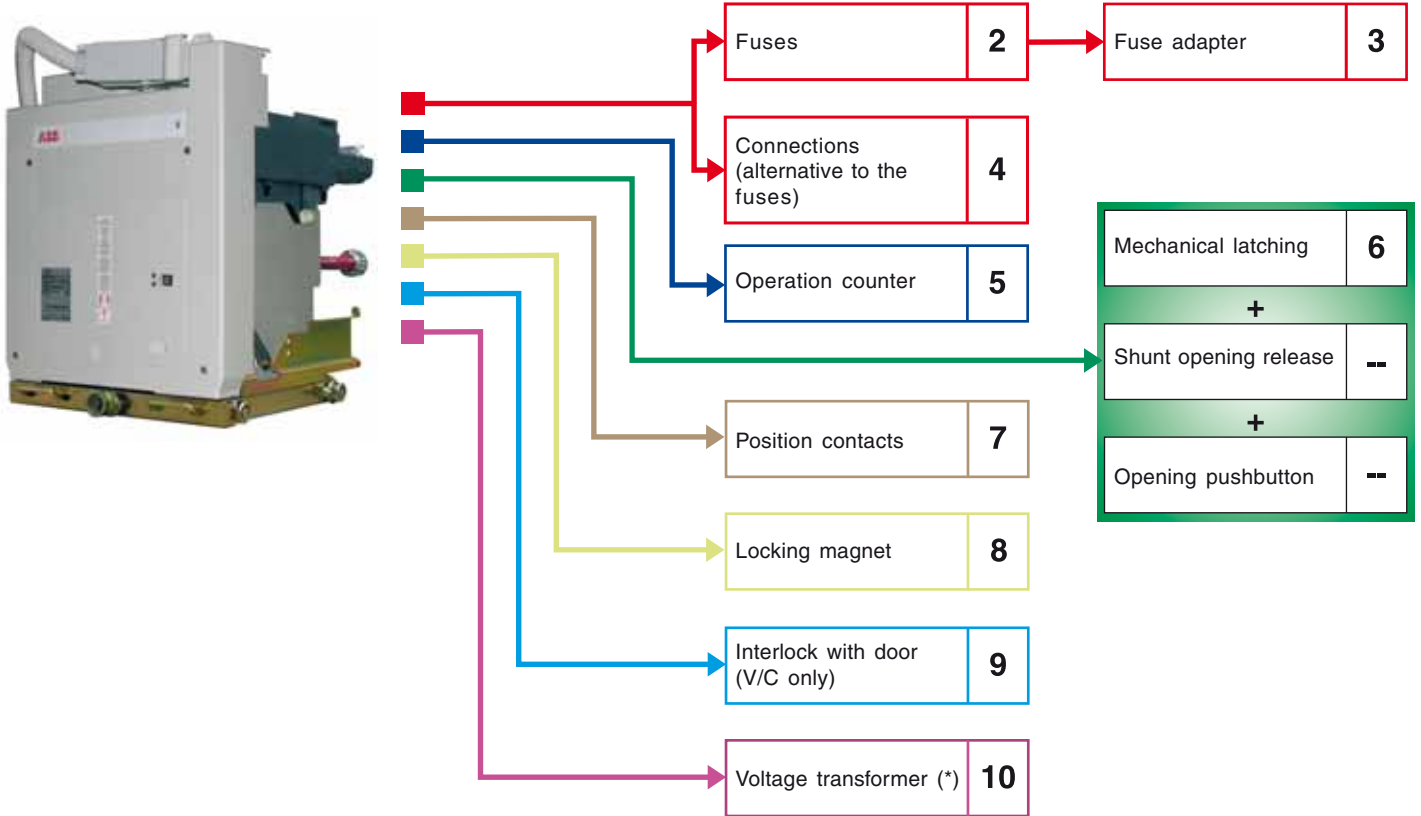 ABB
Fuses 2
Fuse adapter 3
Connections
(alternative to the
fuses)
4
Operation counter 5
Mechanical latching 6
+
Shunt opening release --
+
Opening pushbutton --
Position contacts 7
Locking magnet 8
Interlock with door
(V/C only)
9
Voltage transformer (*) 10